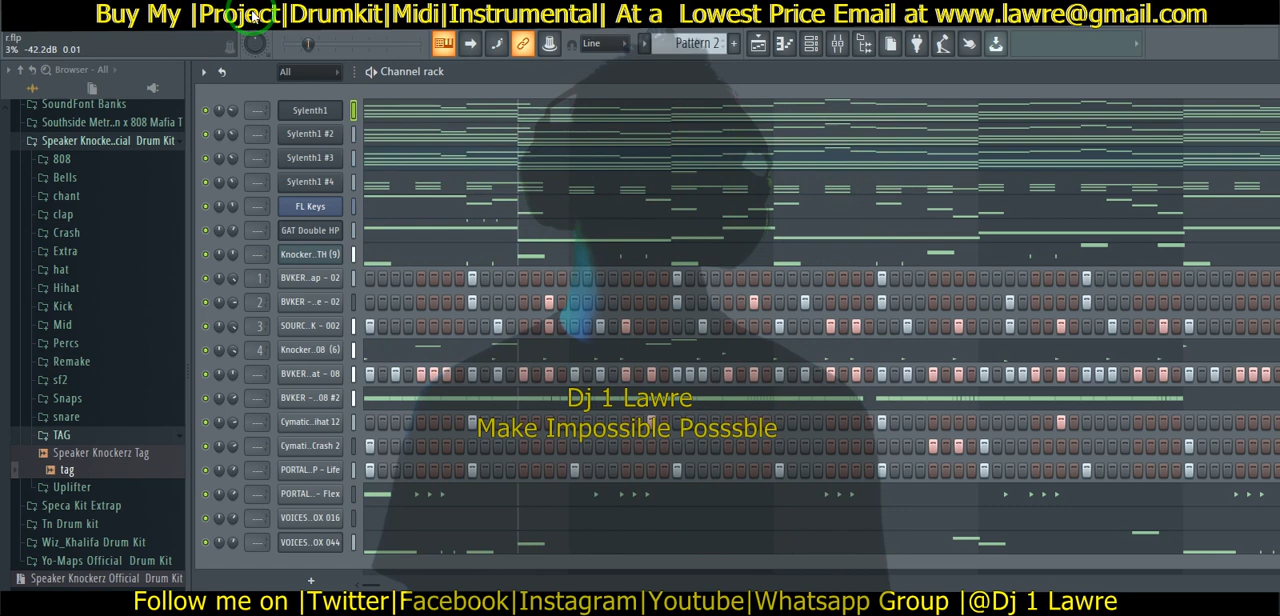 Buy My |Project|Drumkit|Midi|Instrumental| At a Lowest Price Email at www.lawre@gmail.com
r.flp
3% -42.2dB 0.01
Line
Pattern 2
Browser - All
All
Channel rack
SoundFont Banks
Southside Metr..n x 808 Mafia T
Speaker Knocke..cial Drum Kit
808
Bells
chant
clap
Crash
Extra
hat
Hihat
Kick
Mid
Percs
Remake
sf2
Snaps
snare
TAG
Speaker Knockerz Tag
tag
Uplifter
Speca Kit Extrap
Tn Drum kit
Wiz_Khalifa Drum Kit
Yo-Maps Official Drum Kit
Speaker Knockerz Official Drum Kit
Sylenth1
Sylenth1 #2
Sylenth1 #3
Sylenth1 #4
FL Keys
GAT Double HP
Knocker..TH (9)
1 BVKER ..ap - 02
2 BVKER -..e - 02
3 SOURC..K - 002
4 Knocker..08 (6)
BVKER..at - 08
BVKER -..08 #2
Cymatic..ihat 12
Cymati..Crash 2
PORTAL..P - Life
PORTAL..- Flex
VOICES..OX 016
VOICES..OX 044
Dj 1 Lawre
Make Impossible Posssble
Follow me on |Twitter|Facebook|Instagram|Youtube|Whatsapp Group |@Dj 1 Lawre